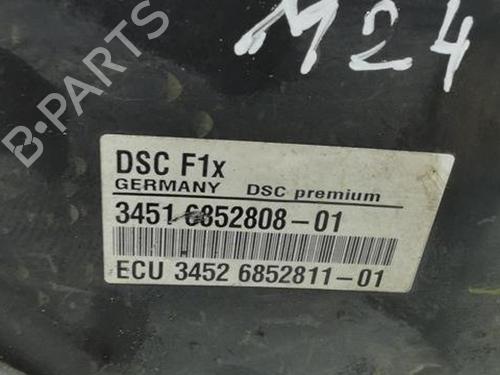 M24
B-PARTS
DSC F1x
GERMANY DSC premium
3451 6852808-01
ECU 3452 6852811-01